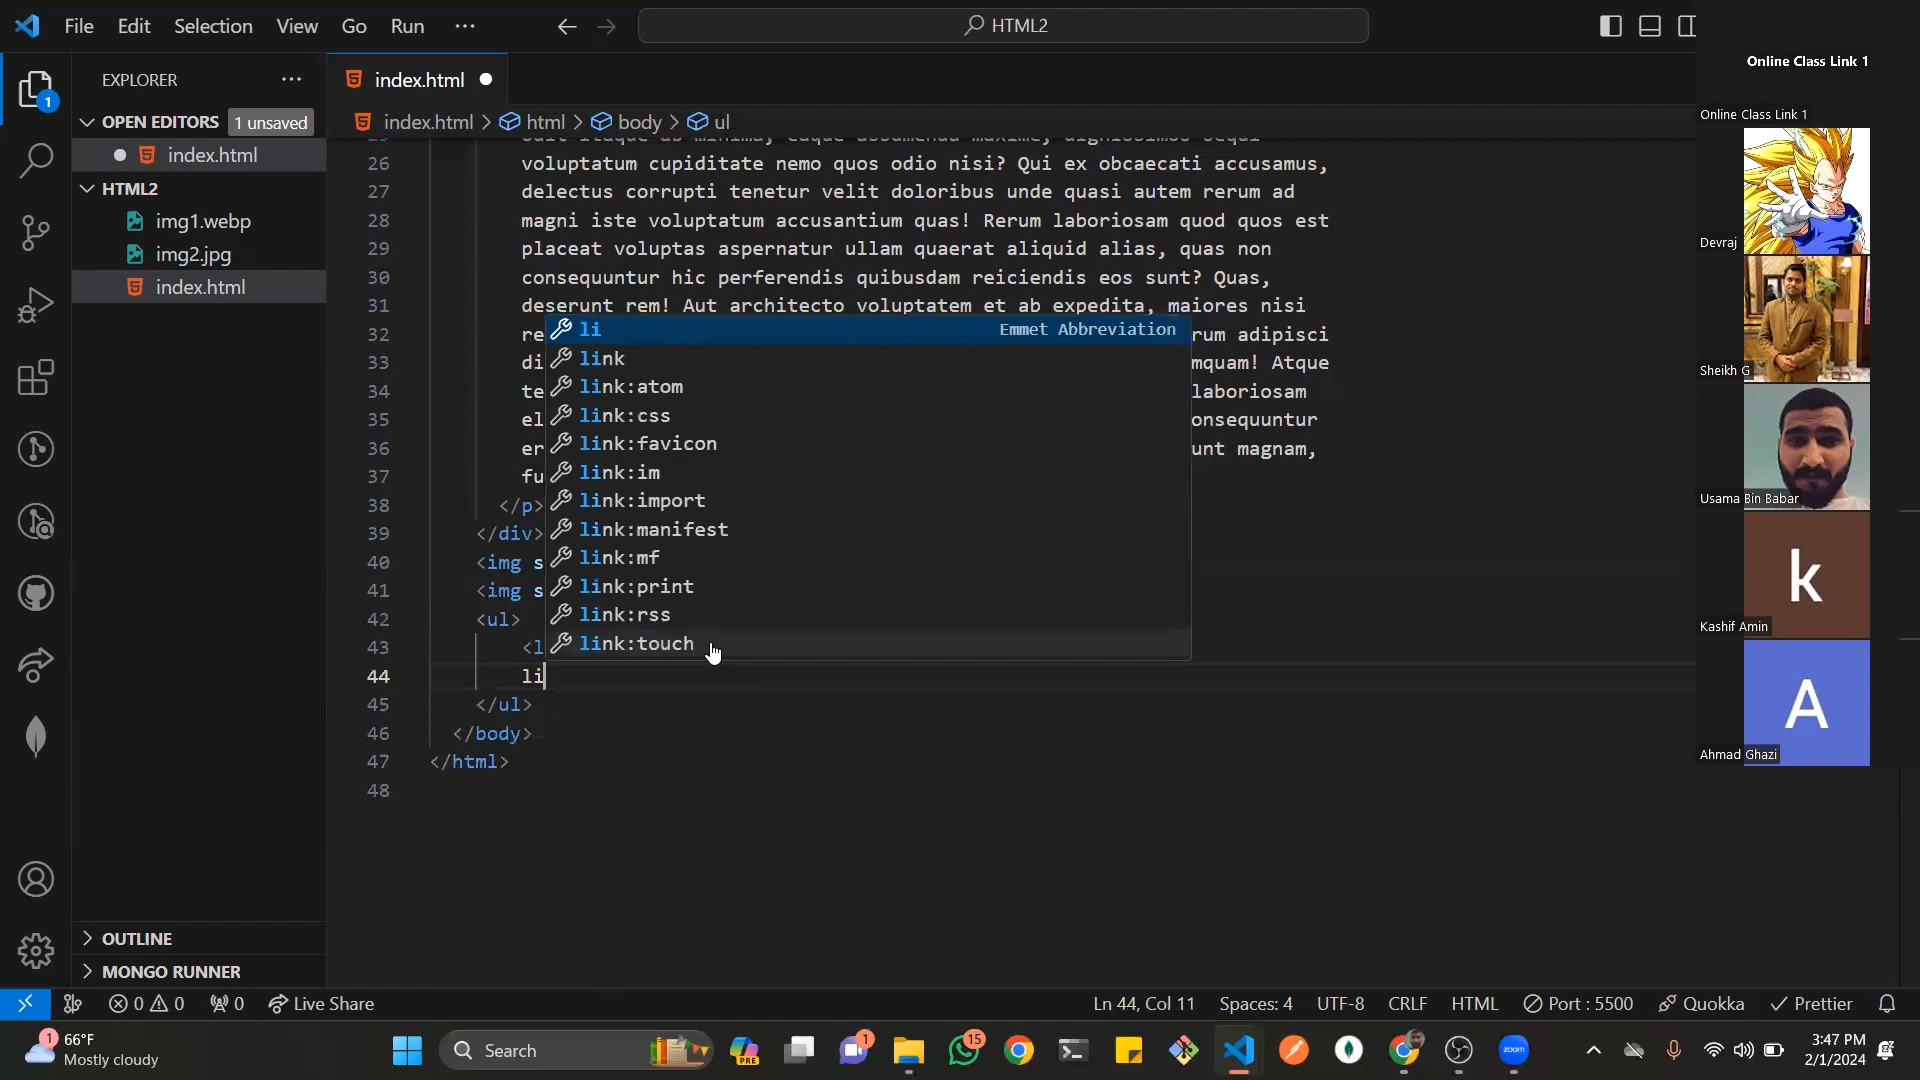 File Edit Selection View Go Run ···
HTML2
Online Class Link 1
EXPLORER ···
OPEN EDITORS 1 unsaved
index.html
HTML2
img1.webp
img2.jpg
index.html
OUTLINE
MONGO RUNNER
1
index.html
index.html > html > body > ul
26 voluptatum cupiditate nemo quos odio nisi? Qui ex obcaecati accusamus,
27 delectus corrupti tenetur velit doloribus unde quasi autem rerum ad
28 magni iste voluptatum accusantium quas! Rerum laboriosam quod quos est
29 placeat voluptas aspernatur ullam quaerat aliquid alias, quas non
30 consequuntur hic perferendis quibusdam reiciendis eos sunt? Quas,
31 deserunt rem! Aut architecto voluptatem et ab expedita, maiores nisi
32 re rum adipisci
33 di mquam! Atque
34 te laboriosam
35 el onsequuntur
36 er unt magnam,
37 fu
38 </p>
39 </div>
40 <img s
41 <img s
42 <ul>
43 <l
44 li
45 </ul>
46 </body>
47 </html>
48
li Emmet Abbreviation
link
link:atom
link:css
link:favicon
link:im
link:import
link:manifest
link:mf
link:print
link:rss
link:touch
Online Class Link 1
Devraj
Sheikh G
Usama Bin Babar
k
Kashif Amin
A
Ahmad Ghazi
0 0 0 Live Share
Ln 44, Col 11 Spaces: 4 UTF-8 CRLF HTML Port : 5500 Quokka Prettier
1
66°F
Mostly cloudy
Search
PRE
1
15
zoom
3:47 PM
2/1/2024